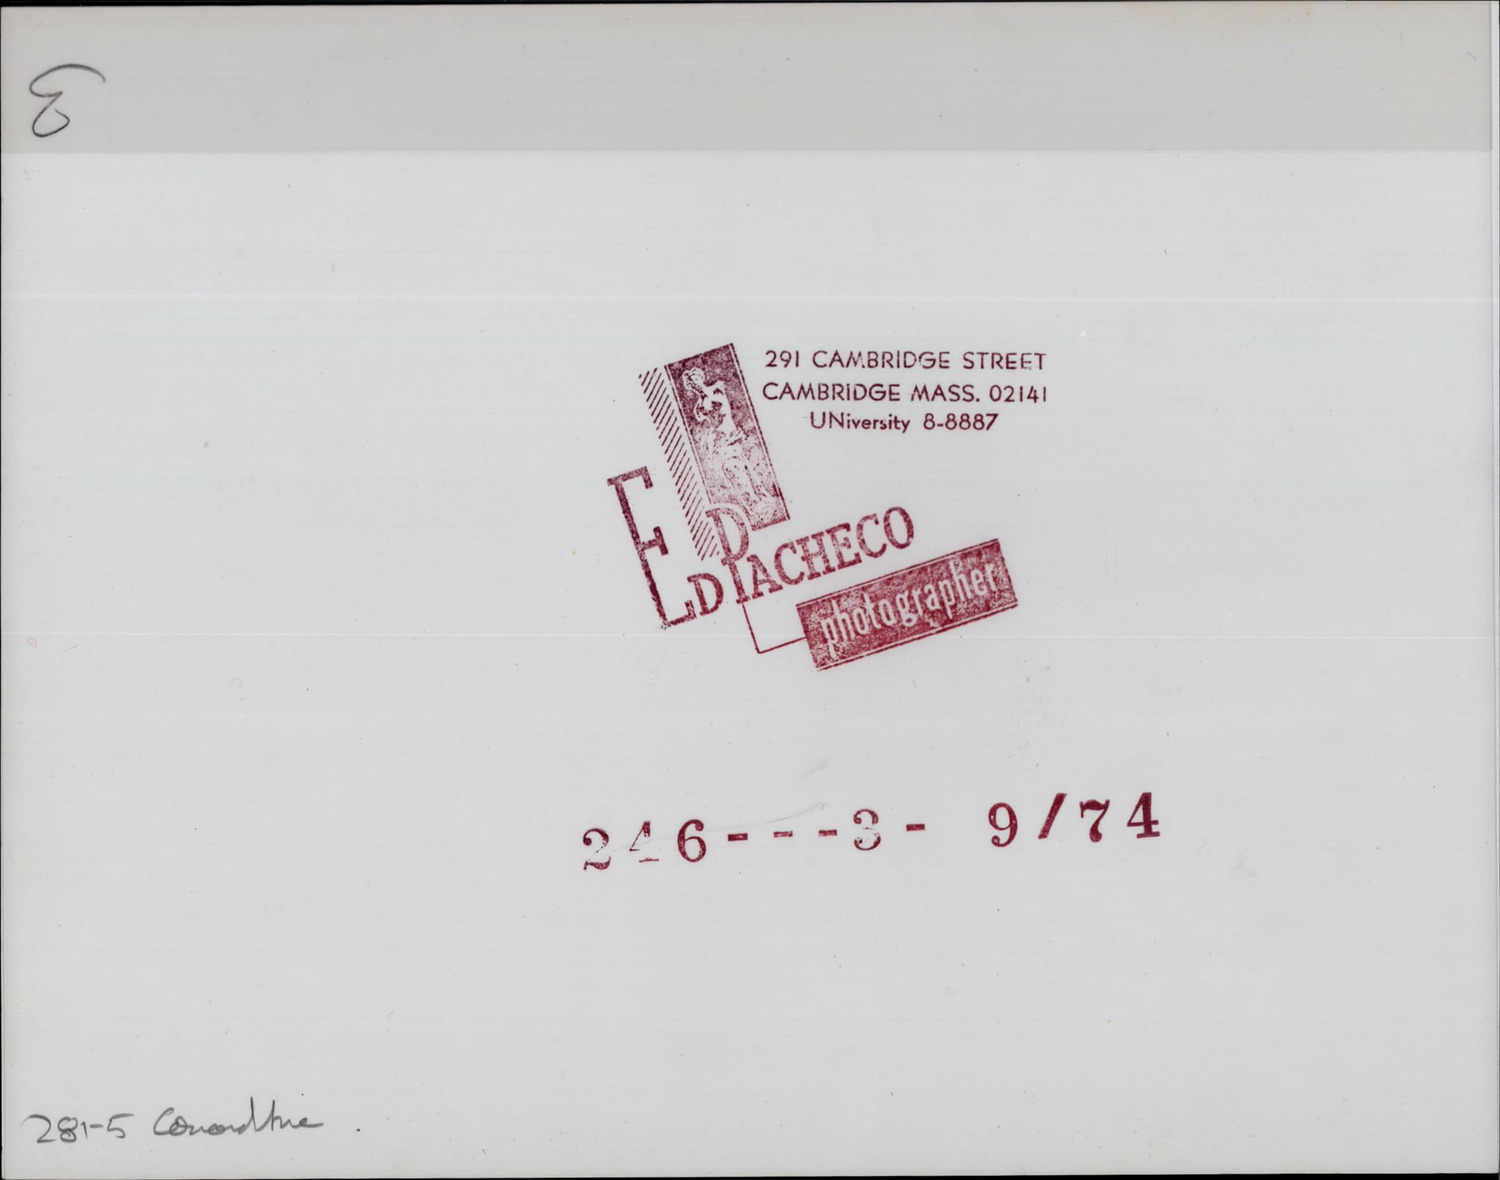 291 CAMBRIDGE STREET
CAMBRIDGE MASS. 02141
UNiversity 8-8887
ED PACHECO
photographer
246---3- 9/74
281-5